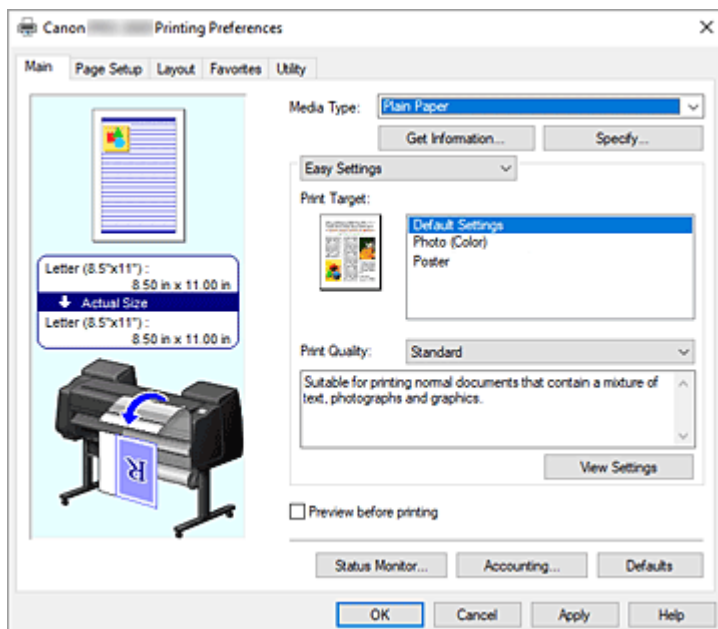 Canon Printing Preferences
Main Page Setup Layout Favorites Utility
Media Type: Plain Paper
Get Information... Specify...
Easy Settings
Print Target:
Default Settings
Photo (Color)
Poster
Letter (8.5"x11") :
8.50 in x 11.00 in
Actual Size
Letter (8.5"x11") :
8.50 in x 11.00 in
Print Quality: Standard
Suitable for printing normal documents that contain a mixture of
text, photographs and graphics.
R
View Settings
Preview before printing
Status Monitor... Accounting... Defaults
OK Cancel Apply Help